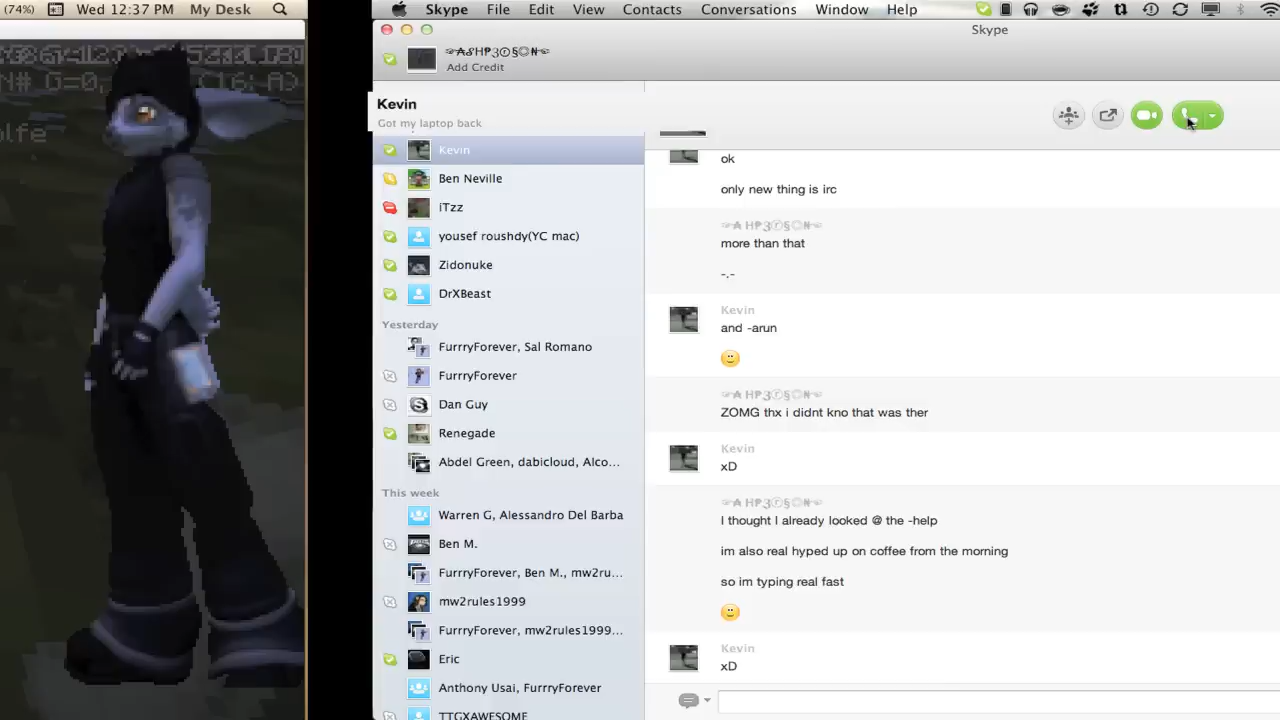 (74%) Wed 12:37 PM My Desk
olfe
Skype File Edit View Contacts Conversations Window Help
Skype
Add Credit
Kevin
Got my laptop back
Kevin
Ben Neville
iTzz
yousef roushdy(YC mac)
Zidonuke
DrXBeast
Yesterday
FurrryForever, Sal Romano
FurrryForever
Dan Guy
Renegade
Abdel Green, dabicloud, Alco...
This week
Warren G, Alessandro Del Barba
Ben M.
FurrryForever, Ben M., mw2ru...
mw2rules1999
FurrryForever, mw2rules1999...
Eric
Anthony Usai, FurrryForever
TTGXAWESOME
ok
only new thing is irc
more than that
-.-
Kevin
and -arun
ZOMG thx i didnt kno that was ther
Kevin
xD
I thought I already looked @ the -help
im also real hyped up on coffee from the morning
so im typing real fast
Kevin
xD